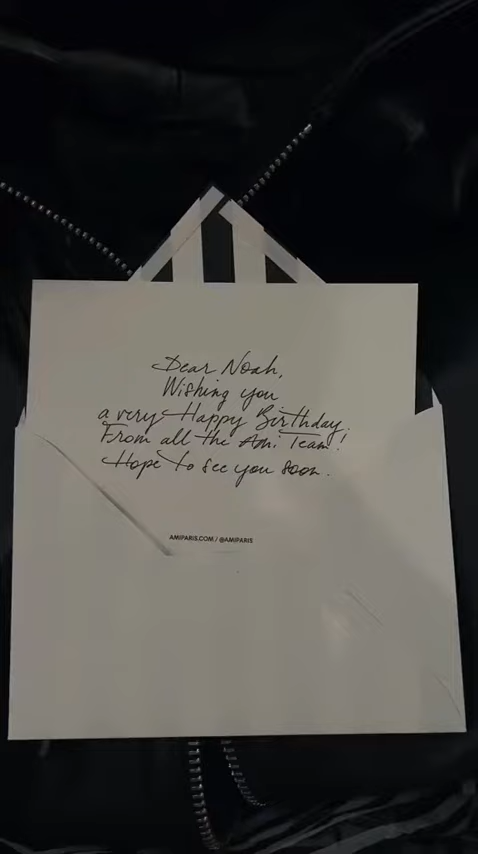 Dear Noah,
Wishing you
a very Happy Birthday.
From all the Ami Team!
Hope to see you soon.
AMIPARIS.COM / @AMIPARIS